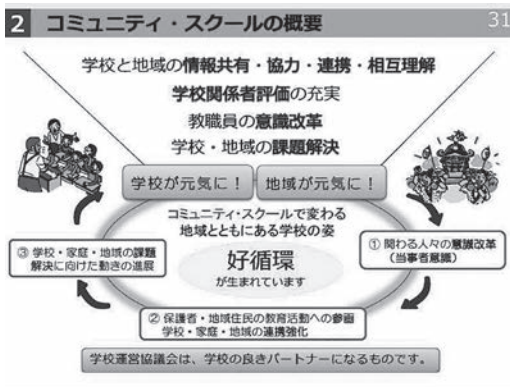 2 コミュニティ・スクールの概要 31
学校と地域の情報共有・協力・連携・相互理解
学校関係者評価の充実
教職員の意識改革
学校・地域の課題解決
学校が元気に! 地域が元気に!
コミュニティ・スクールで変わる
地域とともにある学校の姿
好循環
が生まれています
①関わる人々の意識改革
(当事者意識)
② 保護者・地域住民の教育活動への参画
学校・家庭・地域の連携強化
③ 学校・家庭・地域の課題
解決に向けた動きの進展
学校運営協議会は、学校の良きパートナーになるものです。